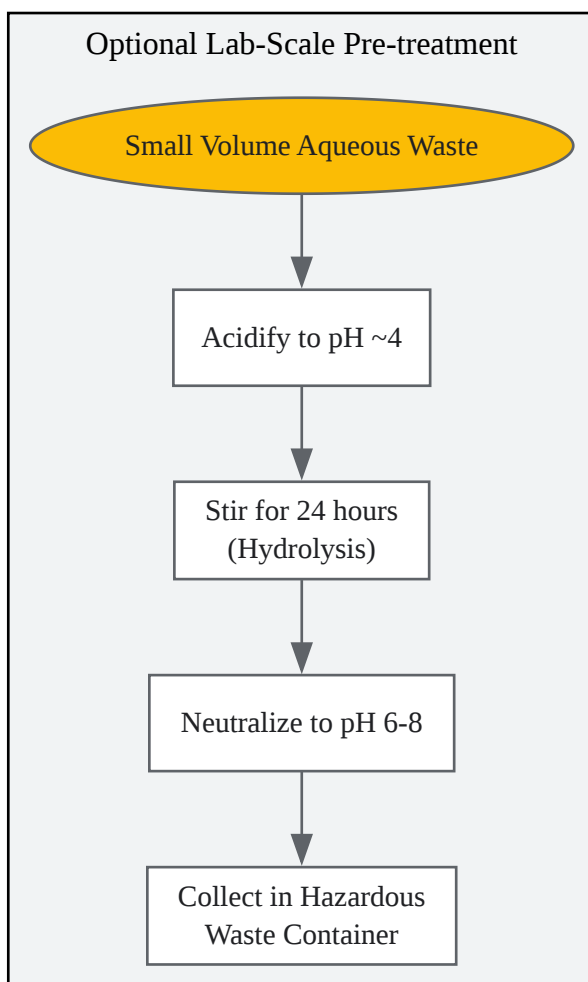 Optional Lab-Scale Pre-treatment
Small Volume Aqueous Waste
Acidify to pH ~4
Stir for 24 hours
(Hydrolysis)
Neutralize to pH 6-8
Collect in Hazardous
Waste Container